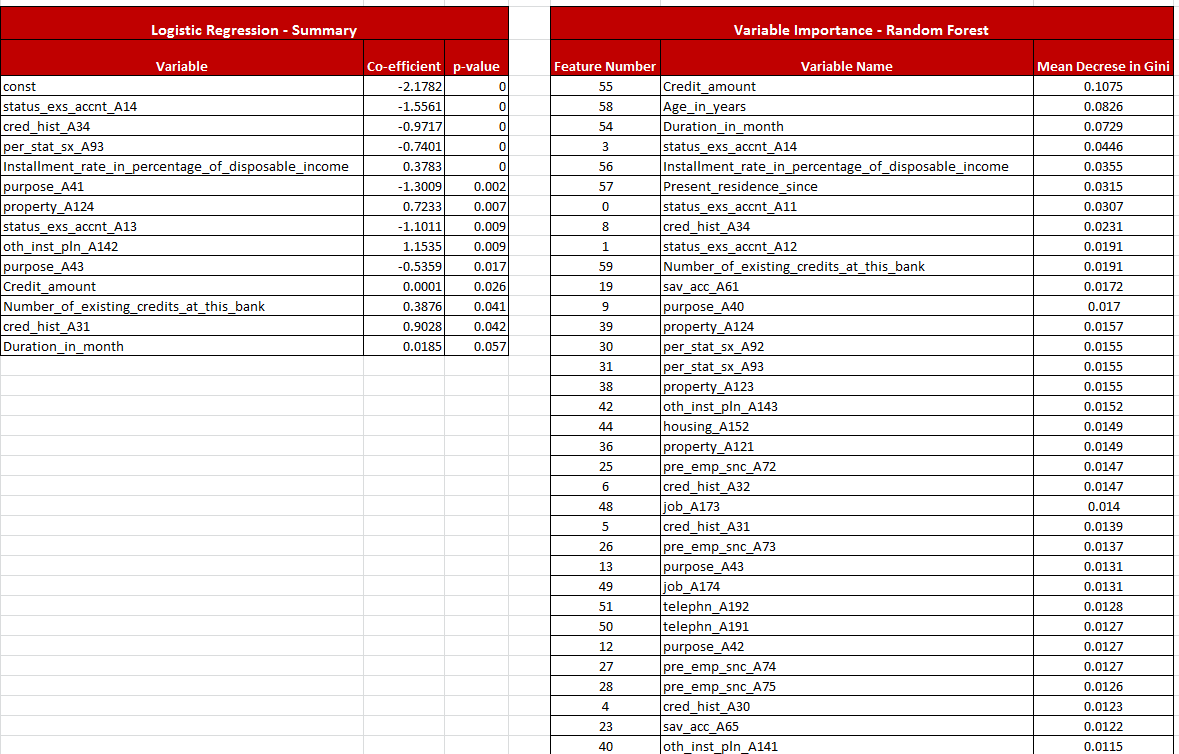 Logistic Regression - Summary
Variable Co-efficient p-value
const -2.1782 0
status_exs_accnt_A14 -1.5561 0
cred_hist_A34 -0.9717 0
per_stat_sx_A93 -0.7401 0
Installment_rate_in_percentage_of_disposable_income 0.3783 0
purpose_A41 -1.3009 0.002
property_A124 0.7233 0.007
status_exs_accnt_A13 -1.1011 0.009
oth_inst_pln_A142 1.1535 0.009
purpose_A43 -0.5359 0.017
Credit_amount 0.0001 0.026
Number_of_existing_credits_at_this_bank 0.3876 0.041
cred_hist_A31 0.9028 0.042
Duration_in_month 0.0185 0.057
Variable Importance - Random Forest
Feature Number Variable Name Mean Decrese in Gini
55 Credit_amount 0.1075
58 Age_in_years 0.0826
54 Duration_in_month 0.0729
3 status_exs_accnt_A14 0.0446
56 Installment_rate_in_percentage_of_disposable_income 0.0355
57 Present_residence_since 0.0315
0 status_exs_accnt_A11 0.0307
8 cred_hist_A34 0.0231
1 status_exs_accnt_A12 0.0191
59 Number_of_existing_credits_at_this_bank 0.0191
19 sav_acc_A61 0.0172
9 purpose_A40 0.017
39 property_A124 0.0157
30 per_stat_sx_A92 0.0155
31 per_stat_sx_A93 0.0155
38 property_A123 0.0155
42 oth_inst_pln_A143 0.0152
44 housing_A152 0.0149
36 property_A121 0.0149
25 pre_emp_snc_A72 0.0147
6 cred_hist_A32 0.0147
48 job_A173 0.014
5 cred_hist_A31 0.0139
26 pre_emp_snc_A73 0.0137
13 purpose_A43 0.0131
49 job_A174 0.0131
51 telephn_A192 0.0128
50 telephn_A191 0.0127
12 purpose_A42 0.0127
27 pre_emp_snc_A74 0.0127
28 pre_emp_snc_A75 0.0126
4 cred_hist_A30 0.0123
23 sav_acc_A65 0.0122
40 oth_inst_pln_A141 0.0115